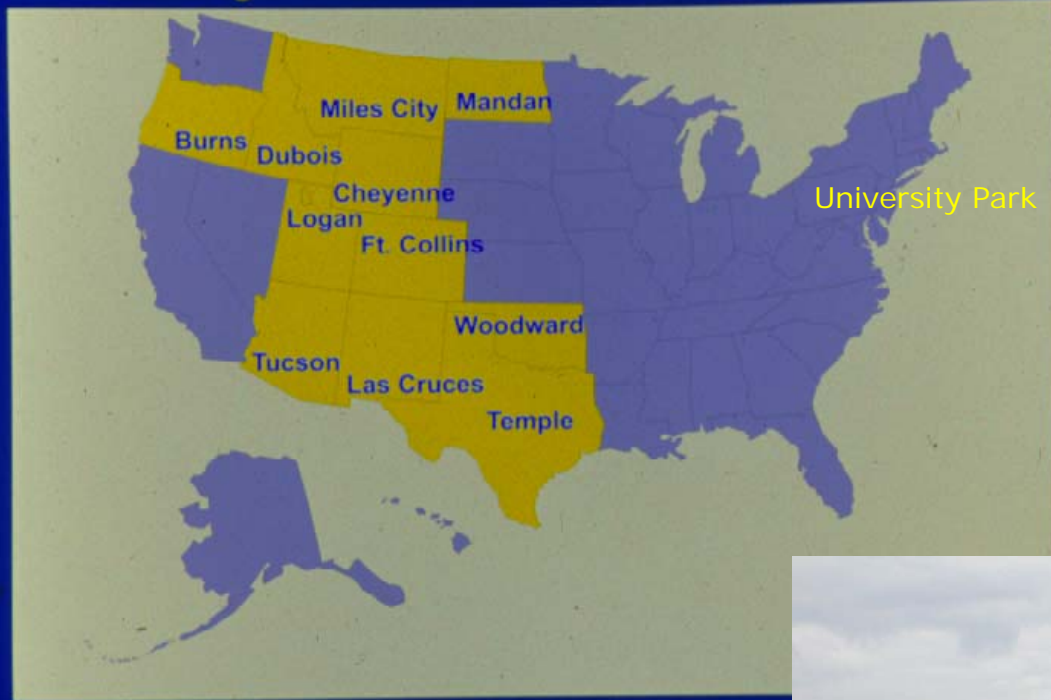 Miles City
Mandan
Burns
Dubois
Cheyenne
University Park
Logan
Ft. Collins
Woodward
Tucson
Las Cruces
Temple